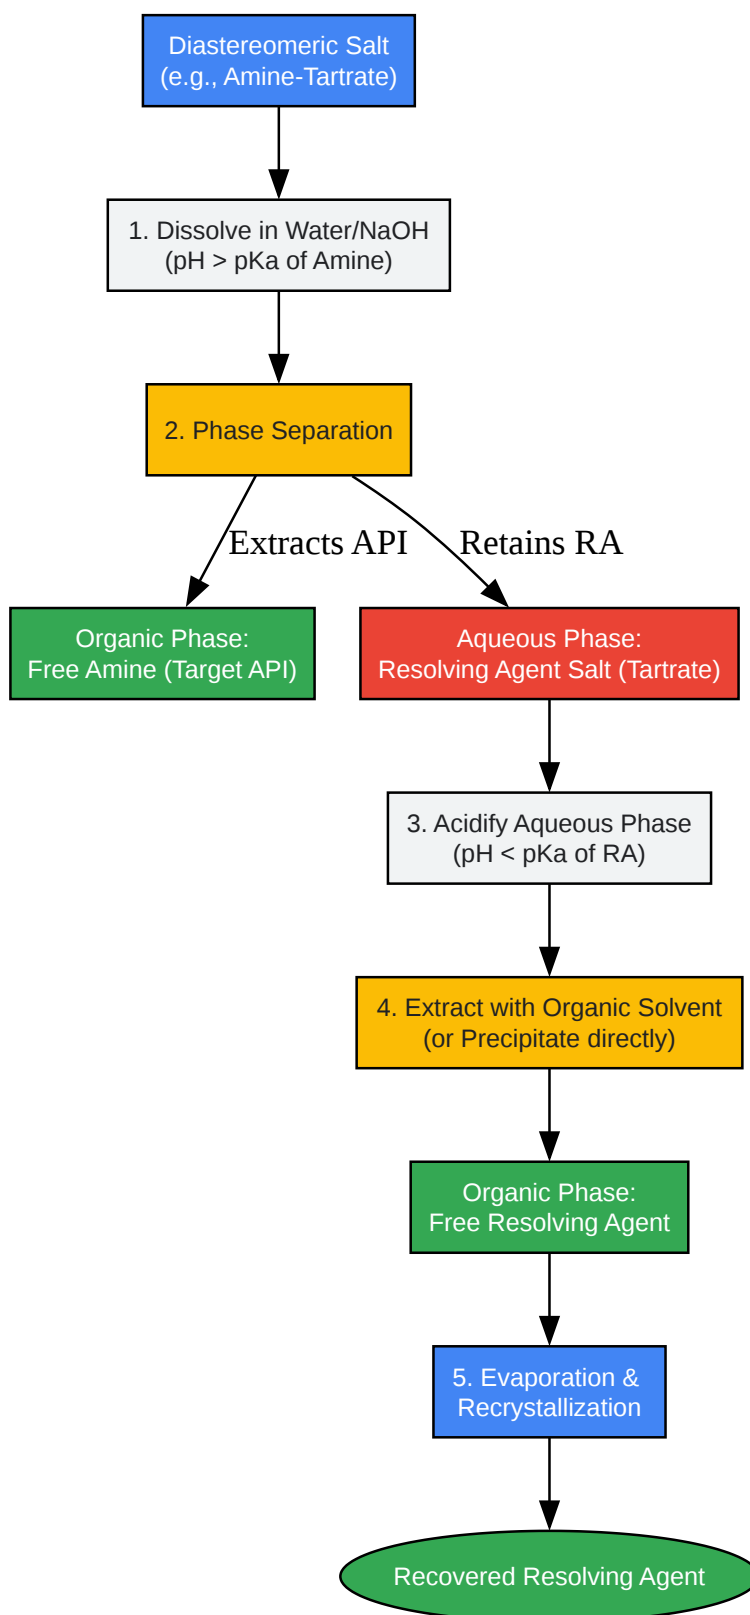 Diastereomeric Salt
(e.g., Amine-Tartrate)
1. Dissolve in Water/NaOH
(pH > pKa of Amine)
2. Phase Separation
Extracts API
Retains RA
Organic Phase:
Free Amine (Target API)
Aqueous Phase:
Resolving Agent Salt (Tartrate)
3. Acidify Aqueous Phase
(pH < pKa of RA)
4. Extract with Organic Solvent
(or Precipitate directly)
Organic Phase:
Free Resolving Agent
5. Evaporation &
Recrystallization
Recovered Resolving Agent